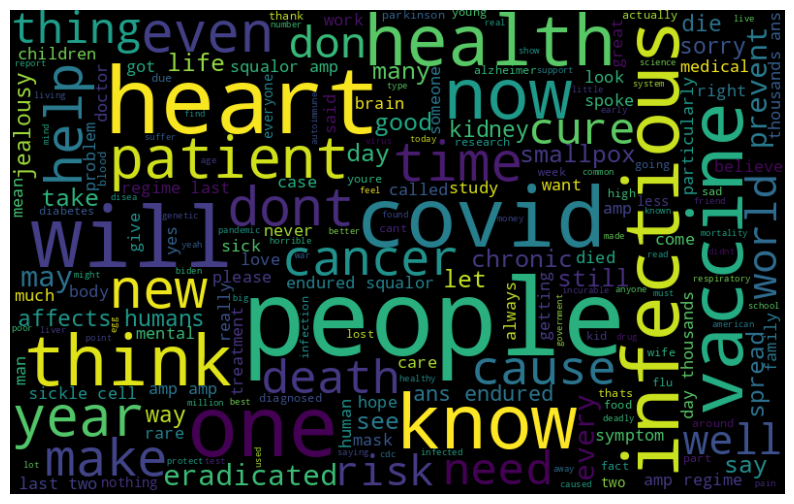 thing
even
don
health
infectious
die
sorry
medical
thousands ans
vaccine
prevent
world
thank
work
parkinson
young
actually
live
number
real
show
great
science
children
got
life
squalor amp
many
alzheimer
support
look
report
due
type
little
system
right
jealousy
help
heart
now
doctor
said
brain
someone
spoke
everyone
living
find
good
kidney
cure
early
particularly
problem
suffer
autoimmune
mind
blood
patient
day
time
smallpox
today
research
mean
regime last
age
case
youre
week
going
believe
take
diabetes
disea
feel
called
study
want
high
less
sad
friend
will
dont
covid
genetic
give
never
amp
common
known
come
mortality
yes
pandemic
money
yeah
better
found
cant
sick
horrible
chronic
died
made
read
didnt
may
might
biden
love
war
cancer
let
still
incurable
anyone
must
respiratory
much
body
please
endured squalor
new
really
big
people
always
getting
kid
drug
school
affects humans
egg
infection
lost
government
day thousands
spread
family
american
poor
liver
mental
treatment
care
wife
think
point
healthy
thats
flu
man
death
cause
well
sickle cell
million
best
diagnosed
ans endured
food
around
year
amp amp
way
human
hope
see
one
know
every
deadly
fact
part
rare
mask
saying
cdc
infected
need
symptom
say
make
lot
last two
nothing
eradicated
protect
test
used
risk
caused
away
two
amp regime
pain